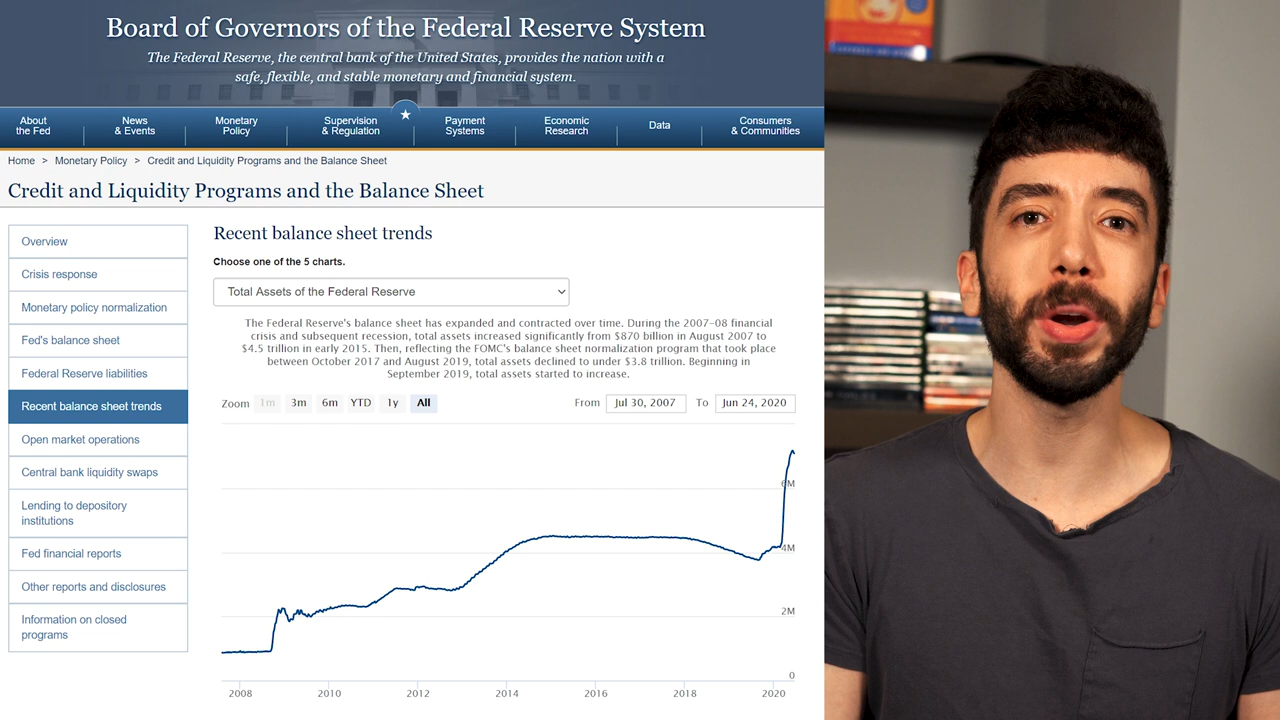 Board of Governors of the Federal Reserve System
The Federal Reserve, the central bank of the United States, provides the nation with a
safe, flexible, and stable monetary and financial system.
About
the Fed
News
& Events
Monetary
Policy
Supervision
& Regulation
Payment
Systems
Economic
Research
Data
Consumers
& Communities
Home > Monetary Policy > Credit and Liquidity Programs and the Balance Sheet
Credit and Liquidity Programs and the Balance Sheet
Overview
Crisis response
Monetary policy normalization
Fed's balance sheet
Federal Reserve liabilities
Recent balance sheet trends
Open market operations
Central bank liquidity swaps
Lending to depository
institutions
Fed financial reports
Other reports and disclosures
Information on closed
programs
Recent balance sheet trends
Choose one of the 5 charts.
Total Assets of the Federal Reserve
The Federal Reserve's balance sheet has expanded and contracted over time. During the 2007-08 financial
crisis and subsequent recession, total assets increased significantly from $870 billion in August 2007 to
$4.5 trillion in early 2015. Then, reflecting the FOMC's balance sheet normalization program that took place
between October 2017 and August 2019, total assets declined to under $3.8 trillion. Beginning in
September 2019, total assets started to increase.
Zoom 1m 3m 6m YTD 1y All From Jul 30, 2007 To Jun 24, 2020
6M
4M
2M
0
2008 2010 2012 2014 2016 2018 2020